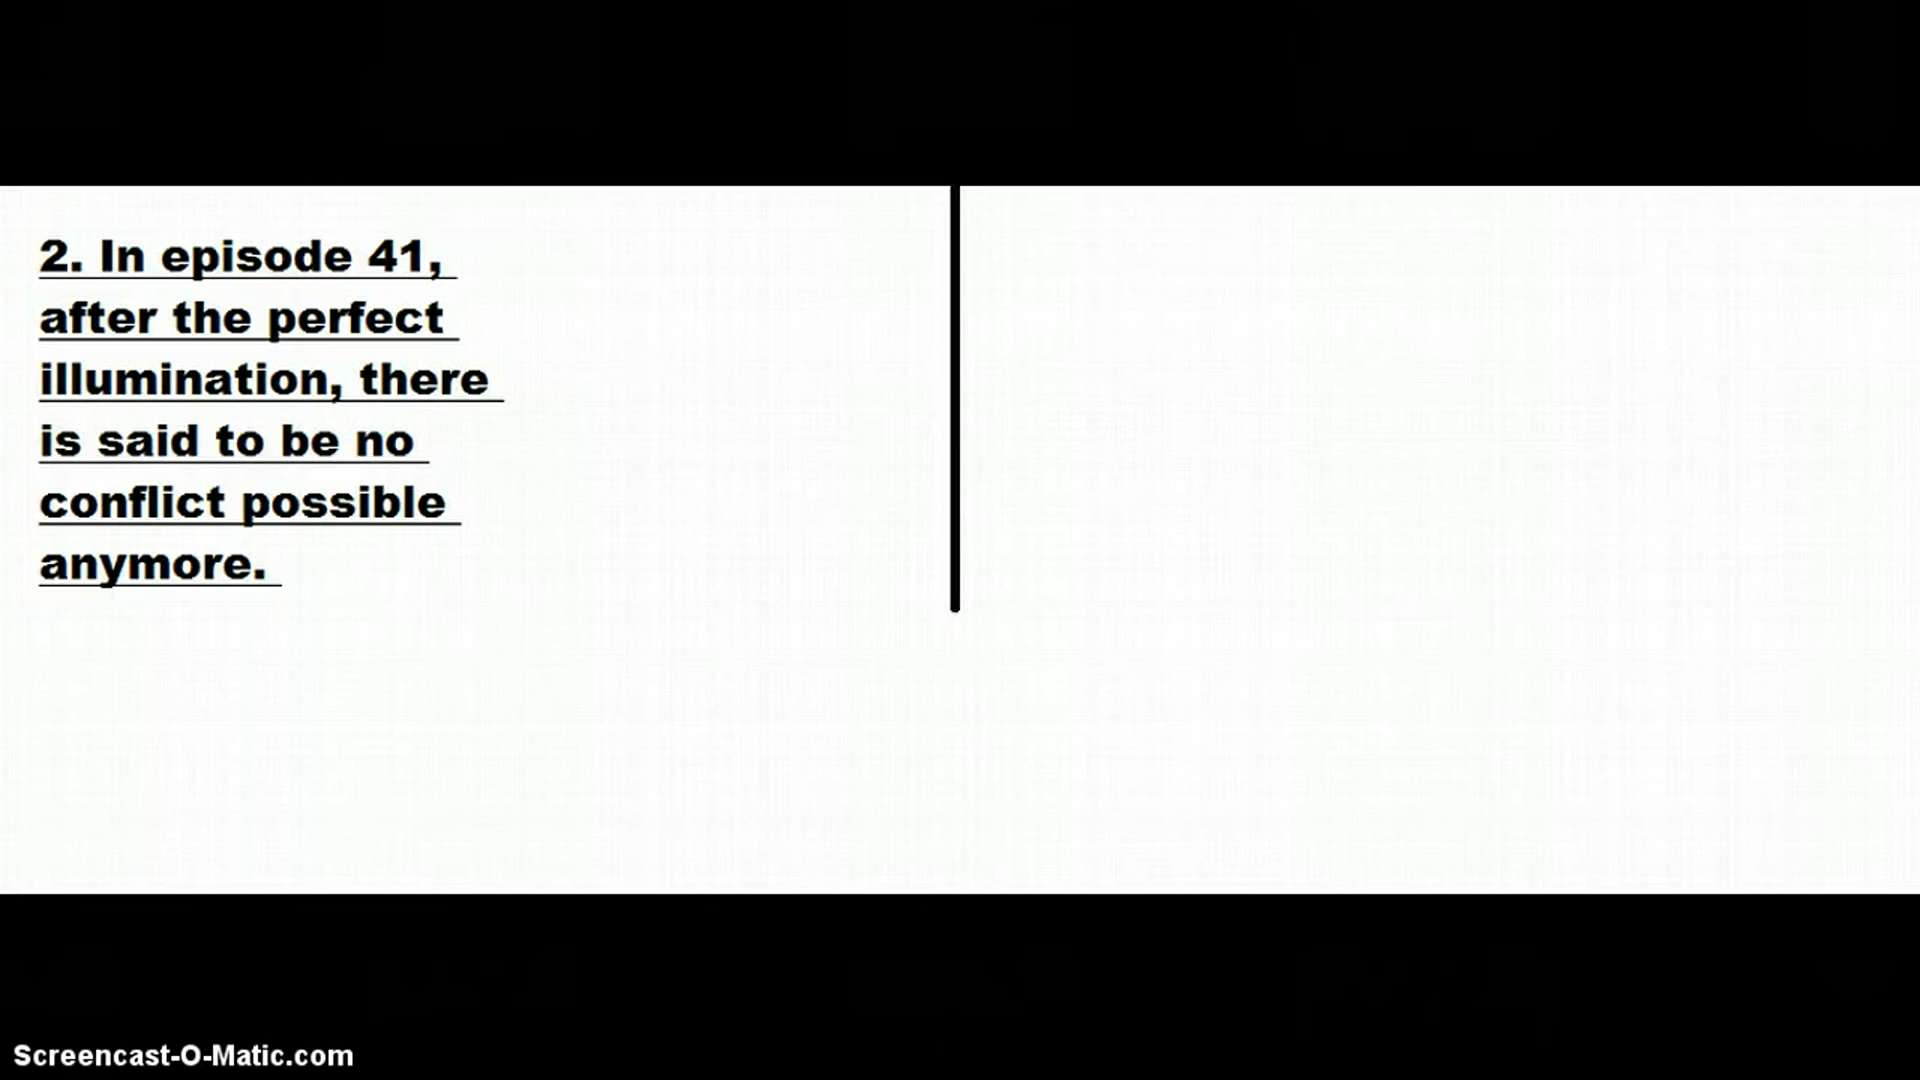 2. In episode 41,
after the perfect
illumination, there
is said to be no
conflict possible
anymore.
Screencast-O-Matic.com